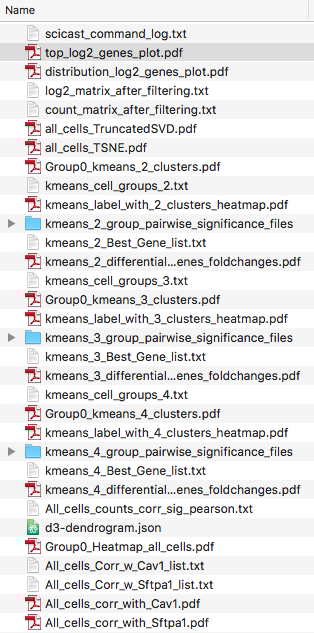 Name
scicast_command_log.txt
top_log2_genes_plot.pdf
distribution_log2_genes_plot.pdf
log2_matrix_after_filtering.txt
count_matrix_after_filtering.txt
all_cells_TruncatedSVD.pdf
all_cells_TSNE.pdf
Group0_kmeans_2_clusters.pdf
kmeans_cell_groups_2.txt
kmeans_label_with_2_clusters_heatmap.pdf
kmeans_2_group_pairwise_significance_files
kmeans_2_Best_Gene_list.txt
kmeans_2_differential...enes_foldchanges.pdf
kmeans_cell_groups_3.txt
Group0_kmeans_3_clusters.pdf
kmeans_label_with_3_clusters_heatmap.pdf
kmeans_3_group_pairwise_significance_files
kmeans_3_Best_Gene_list.txt
kmeans_3_differential...enes_foldchanges.pdf
kmeans_cell_groups_4.txt
Group0_kmeans_4_clusters.pdf
kmeans_label_with_4_clusters_heatmap.pdf
kmeans_4_group_pairwise_significance_files
kmeans_4_Best_Gene_list.txt
kmeans_4_differential...enes_foldchanges.pdf
All_cells_counts_corr_sig_pearson.txt
d3-dendrogram.json
Group0_Heatmap_all_cells.pdf
All_cells_Corr_w_Cav1_list.txt
All_cells_Corr_w_Sftpa1_list.txt
All_cells_corr_with_Cav1.pdf
All_cells_corr_with_Sftpa1.pdf